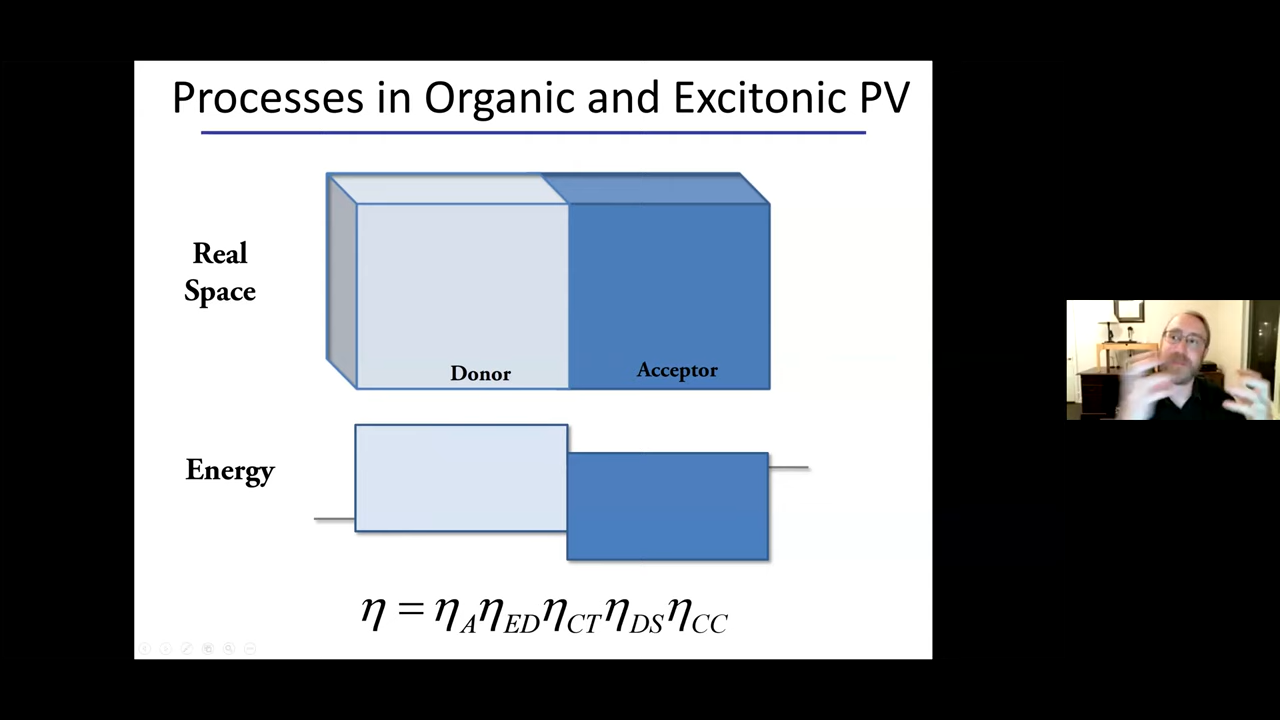 Processes in Organic and Excitonic PV
Real
Space
Donor
Acceptor
Energy
η = η_A η_ED η_CT η_DS η_CC